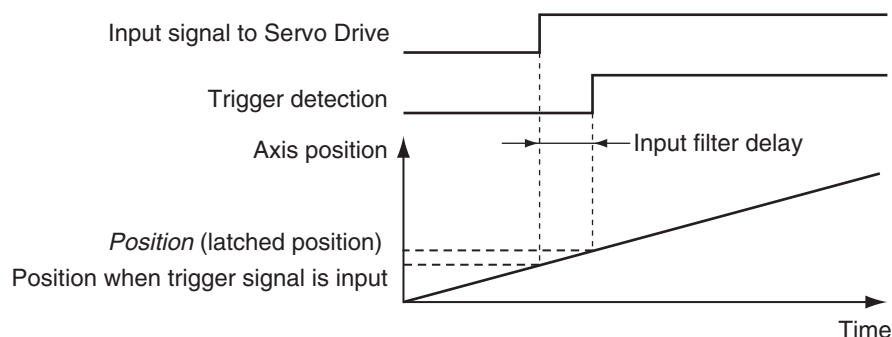 Input signal to Servo Drive
Trigger detection
Axis position
Input filter delay
Position (latched position)
Position when trigger signal is input
Time